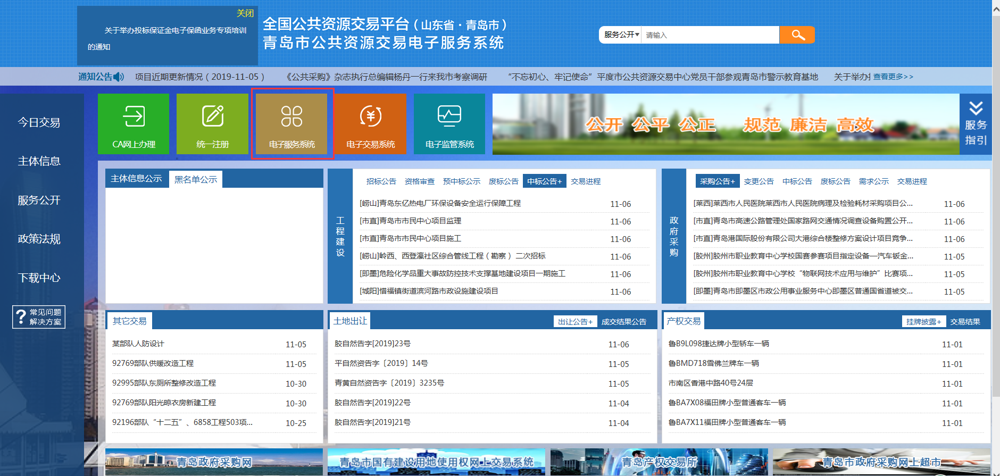 关闭
关于举办投标保证金电子保函业务专项培训
的通知
全国公共资源交易平台（山东省·青岛市）
青岛市公共资源交易电子服务系统
服务公开 请输入
通知公告 项目近期更新情况（2019-11-05） 《公共采购》杂志执行总编辑杨丹一行来我市考察调研 “不忘初心、牢记使命”平度市公共资源交易中心党员干部参观青岛市警示教育基地 关于举办 查看更多>>
今日交易
主体信息
服务公开
政策法规
下载中心
? 常见问题
解决方案
CA网上办理
统一注册
电子服务系统
电子交易系统
电子监管系统
公开 公平 公正 规范 廉洁 高效
服务
指引
主体信息公示 黑名单公示
工程建设
招标公告 资格审查 预中标公示 废标公告 中标公告+ 交易进程
[崂山]青岛东亿热电厂环保设备安全运行保障工程 11-06
[市直]青岛市市民中心项目监理 11-06
[市直]青岛市市民中心项目施工 11-06
[崂山]岭西、西登瀛社区综合管线工程（勘察） 二次招标 11-06
[即墨]危险化学品重大事故防控技术支撑基地建设项目一期施工 11-06
[城阳]惜福镇街道滨河路市政设施建设项目 11-06
政府采购
采购公告+ 变更公告 中标公告 废标公告 需求公示 交易进程
[莱西]莱西市人民医院莱西市人民医院病理及检验耗材采购项目公... 11-06
[市直]青岛市高速公路管理处国家路网交通情况调查设备购置公开... 11-06
[市直]青岛港国际股份有限公司大港综合楼整修方案设计项目竞争... 11-06
[胶州]胶州市职业教育中心学校国赛参赛项目指定设备—汽车钣金... 11-05
[胶州]胶州市职业教育中心学校“物联网技术应用与维护”比赛项... 11-05
[即墨]青岛市即墨区市政公用事业服务中心即墨区普通国省道被交... 11-05
其它交易
某部队人防设计 11-05
92769部队供暖改造工程 11-05
92995部队东厕所整修改造工程 10-30
92769部队阳光晾衣房新建工程 10-30
92196部队“十二五”、6858工程503项... 10-25
土地出让 出让公告+ 成交结果公告
胶自然告字[2019]23号 11-06
平自然资告字〔2019〕14号 11-05
青黄自然资告字〔2019〕3235号 11-05
胶自然告字[2019]22号 11-04
胶自然告字[2019]21号 11-04
产权交易 挂牌披露+ 交易结果
鲁B9L098捷达牌小型轿车一辆 11-01
鲁BMD718雪佛兰牌车一辆 11-01
市南区香港中路40号24层 11-01
鲁BA7X08福田牌小型普通客车一辆 11-01
鲁BA7X11福田牌小型普通客车一辆 11-01
青岛政府采购网
青岛市国有建设用地使用权网上交易系统
青岛产权交易所
青岛市政府采购网上超市